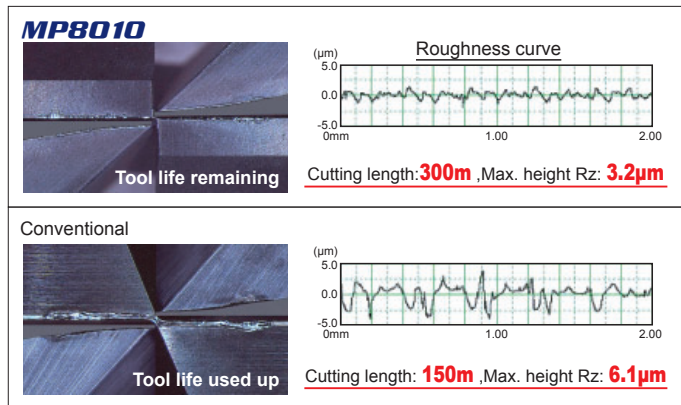 MP8010
Roughness curve
(μm)
5.0
0.0
-5.0
0mm 1.00 2.00
Tool life remaining
Cutting length:300m ,Max. height Rz: 3.2μm
Conventional
(μm)
5.0
0.0
-5.0
0mm 1.00 2.00
Tool life used up
Cutting length: 150m ,Max. height Rz: 6.1μm